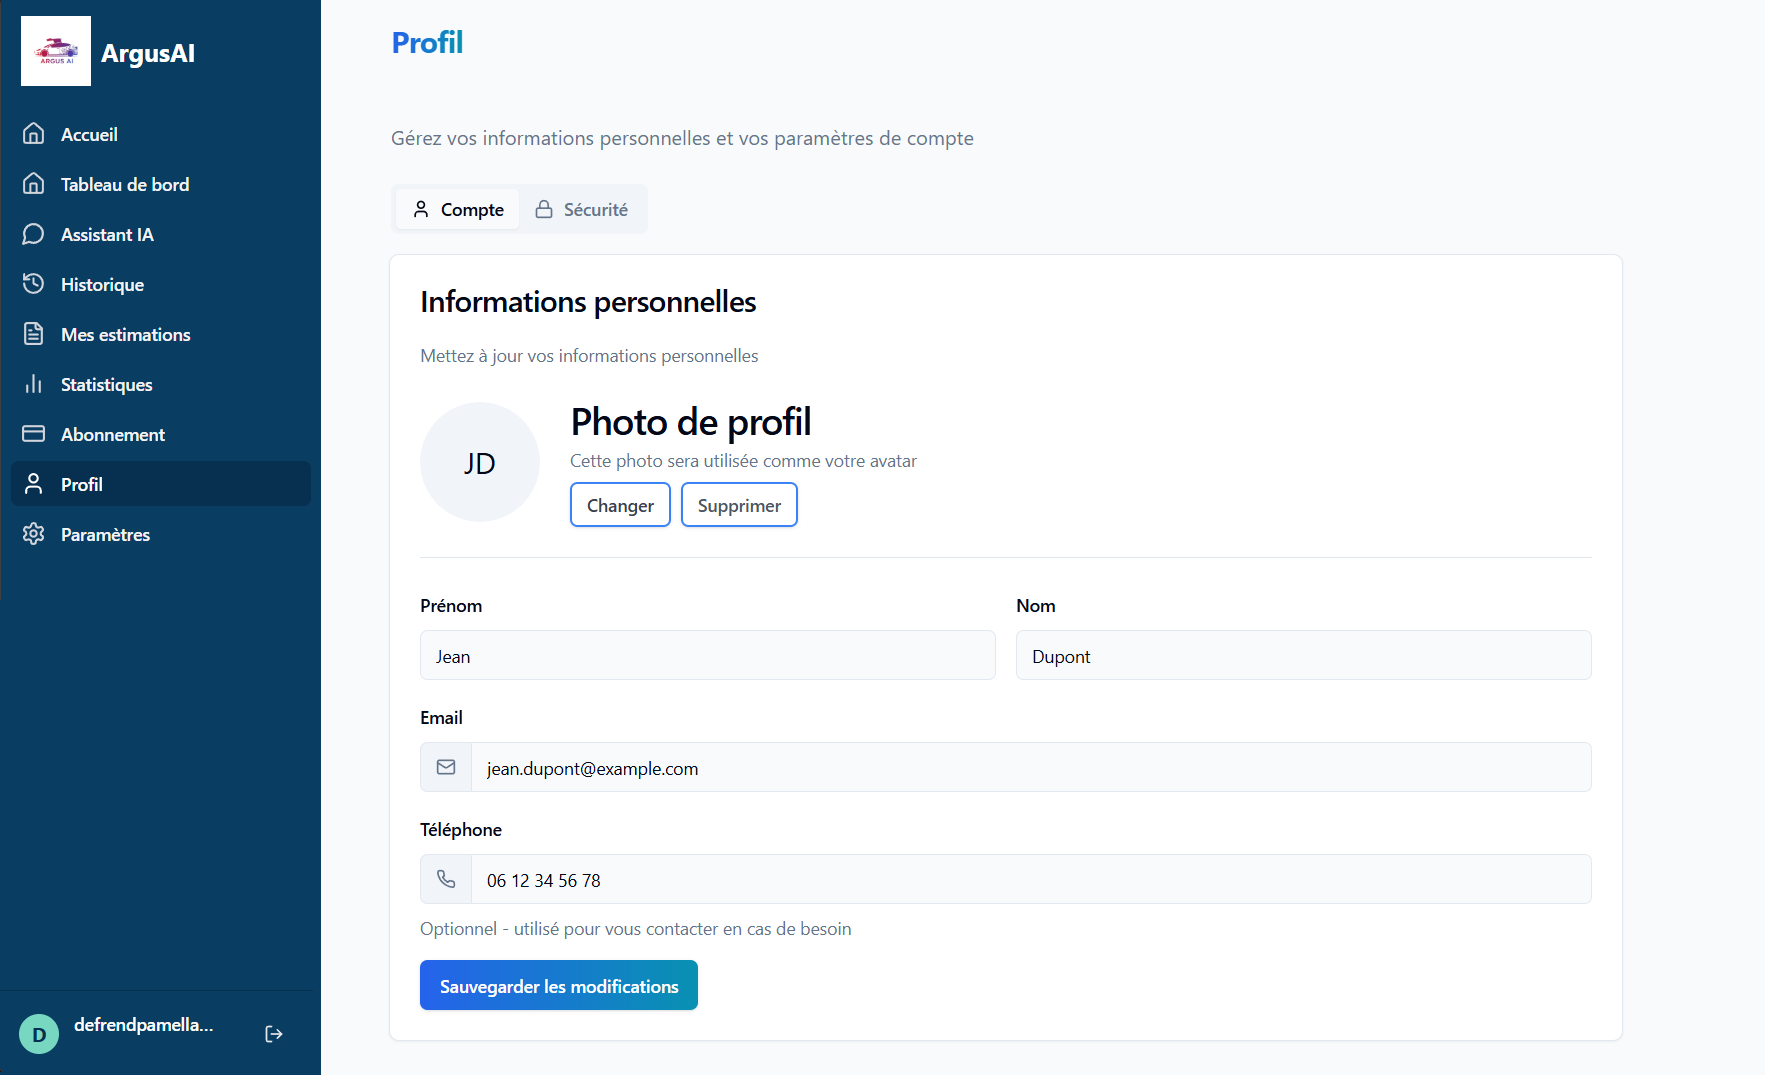 ARGUS AI
ArgusAI
Accueil
Tableau de bord
Assistant IA
Historique
Mes estimations
Statistiques
Abonnement
Profil
Paramètres
D
defrendpamella...
Profil
Gérez vos informations personnelles et vos paramètres de compte
Compte
Sécurité
Informations personnelles
Mettez à jour vos informations personnelles
JD
Photo de profil
Cette photo sera utilisée comme votre avatar
Changer
Supprimer
Prénom
Nom
Jean
Dupont
Email
jean.dupont@example.com
Téléphone
06 12 34 56 78
Optionnel - utilisé pour vous contacter en cas de besoin
Sauvegarder les modifications